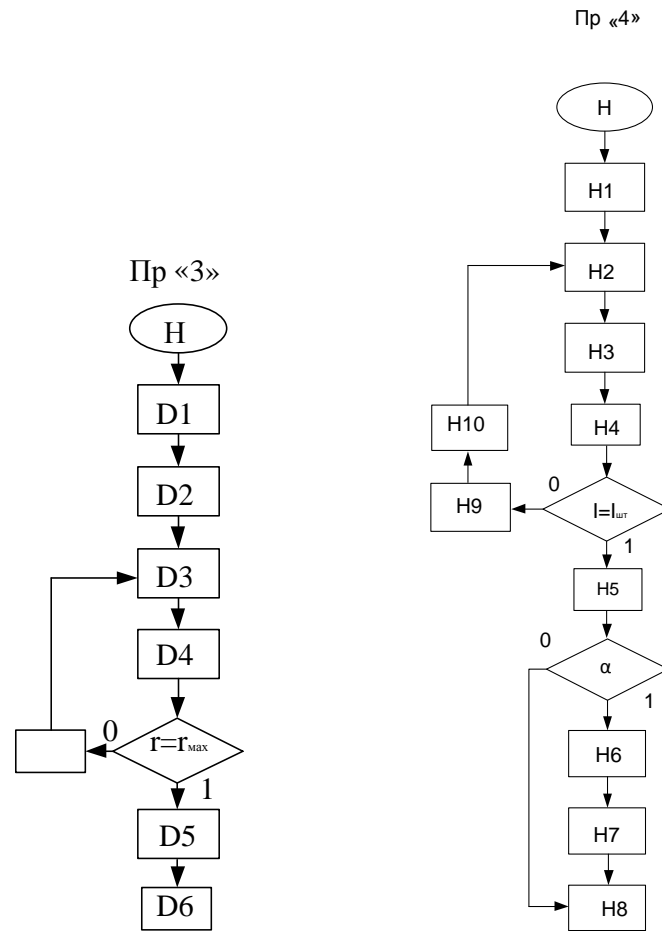 Пр «3»
Н
D1
D2
D3
D4
r=rмах
0
1
D5
D6
Пр «4»
Н
Н1
Н2
Н3
Н4
Н10
Н9
0
I=Iшт
1
Н5
0
α
1
Н6
Н7
Н8